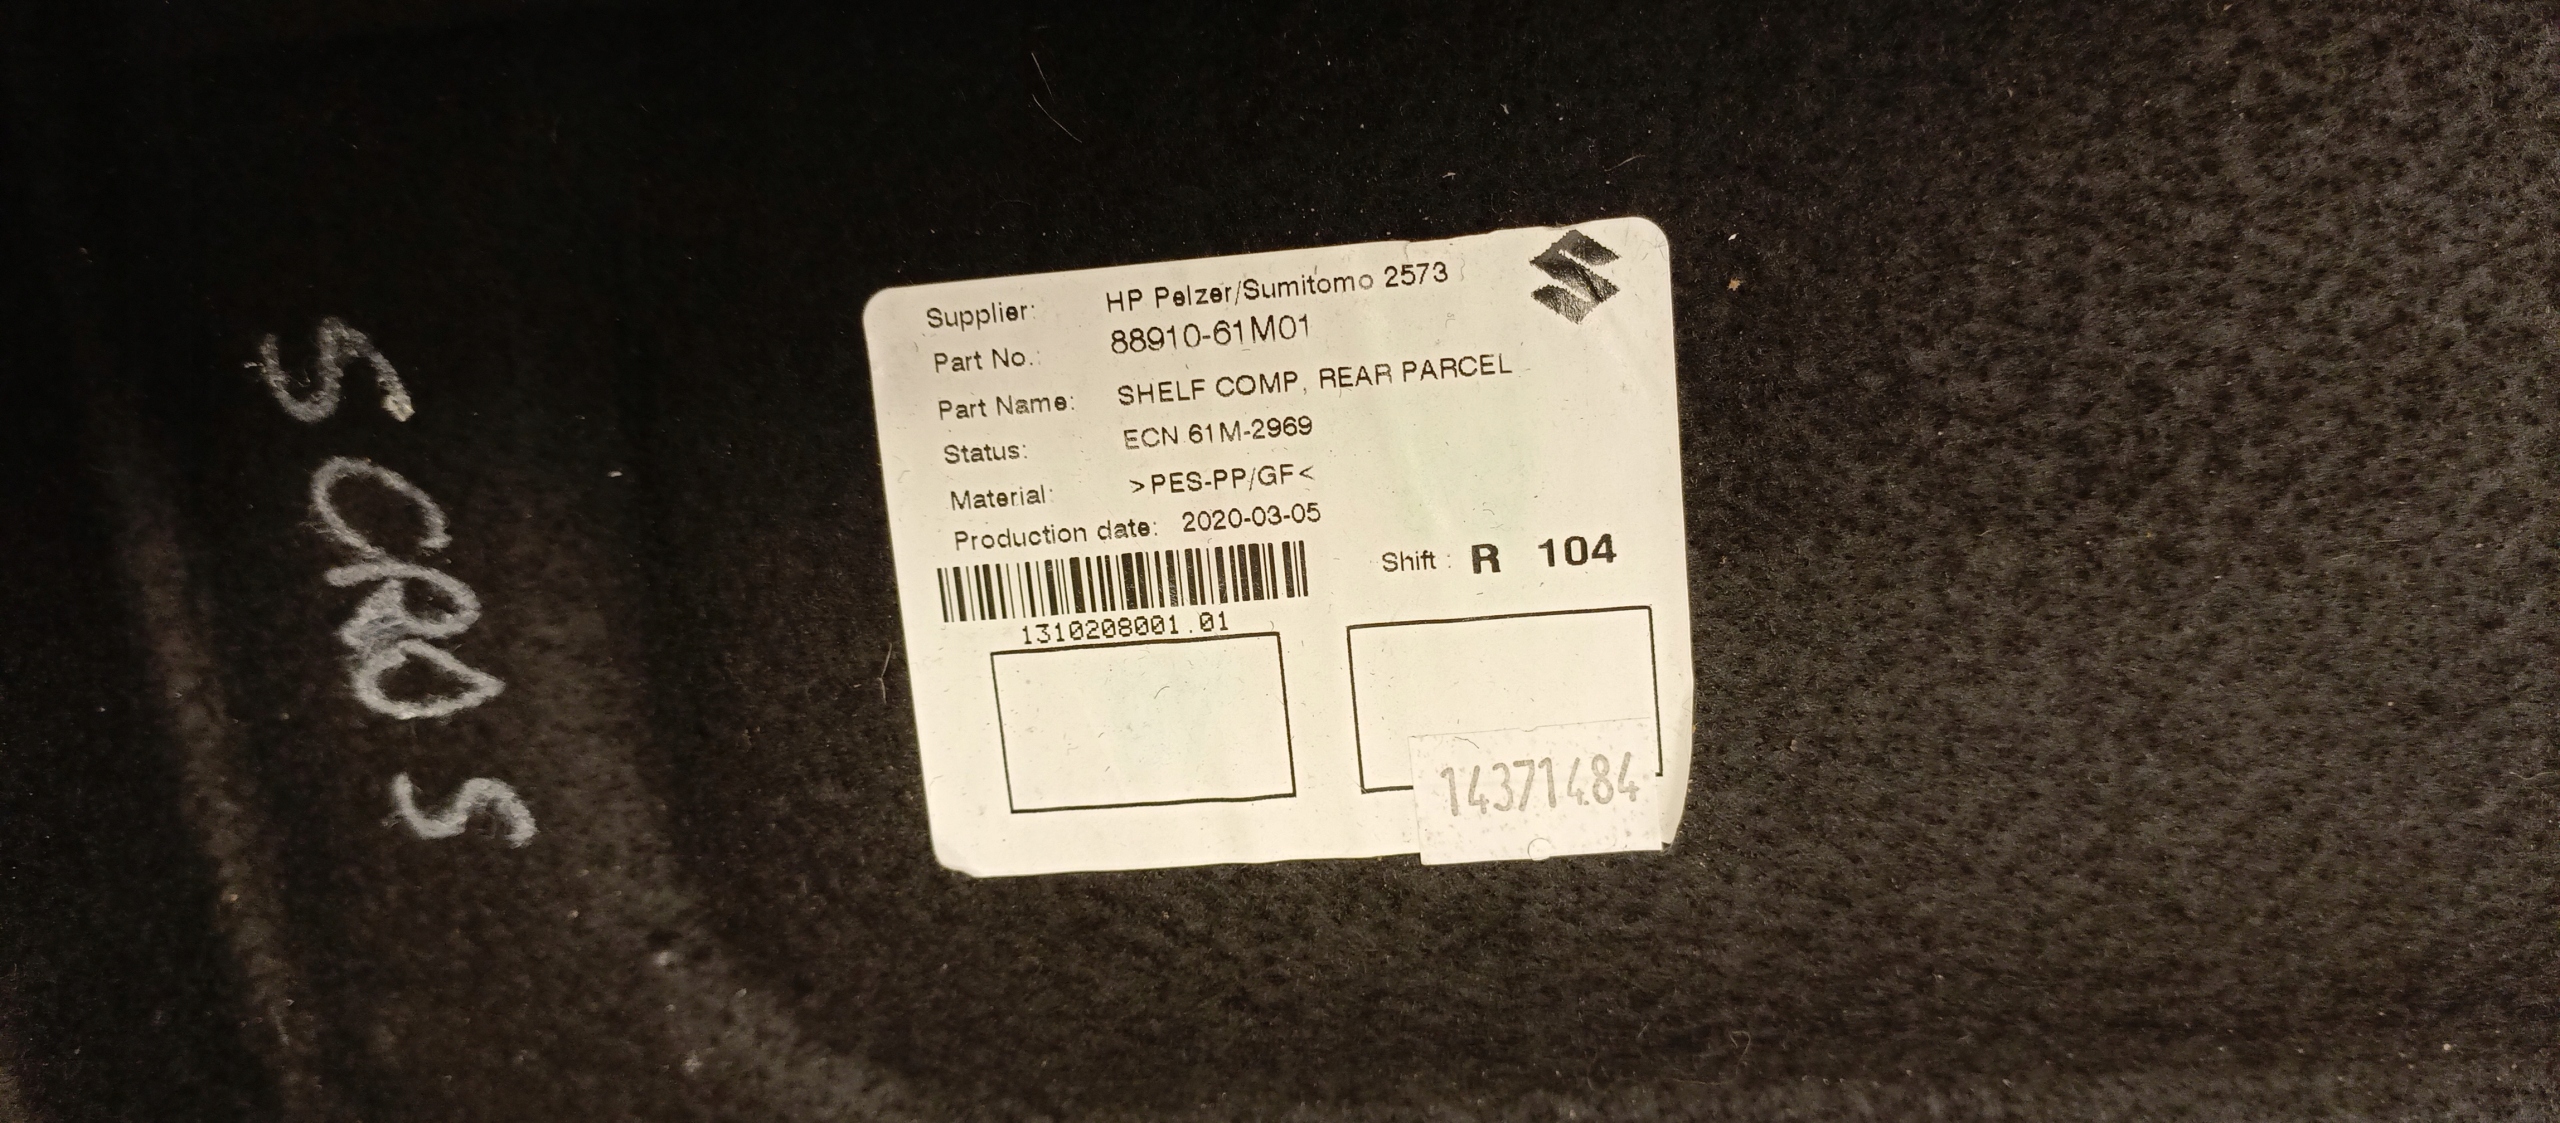 S CROS
Supplier: HP Pelzer/Sumitomo 2573
Part No.: 88910-61M01
Part Name: SHELF COMP, REAR PARCEL
Status: ECN 61M-2969
Material: >PES-PP/GF<
Production date: 2020-03-05
Shift: R 104
1310208001.01
14371484